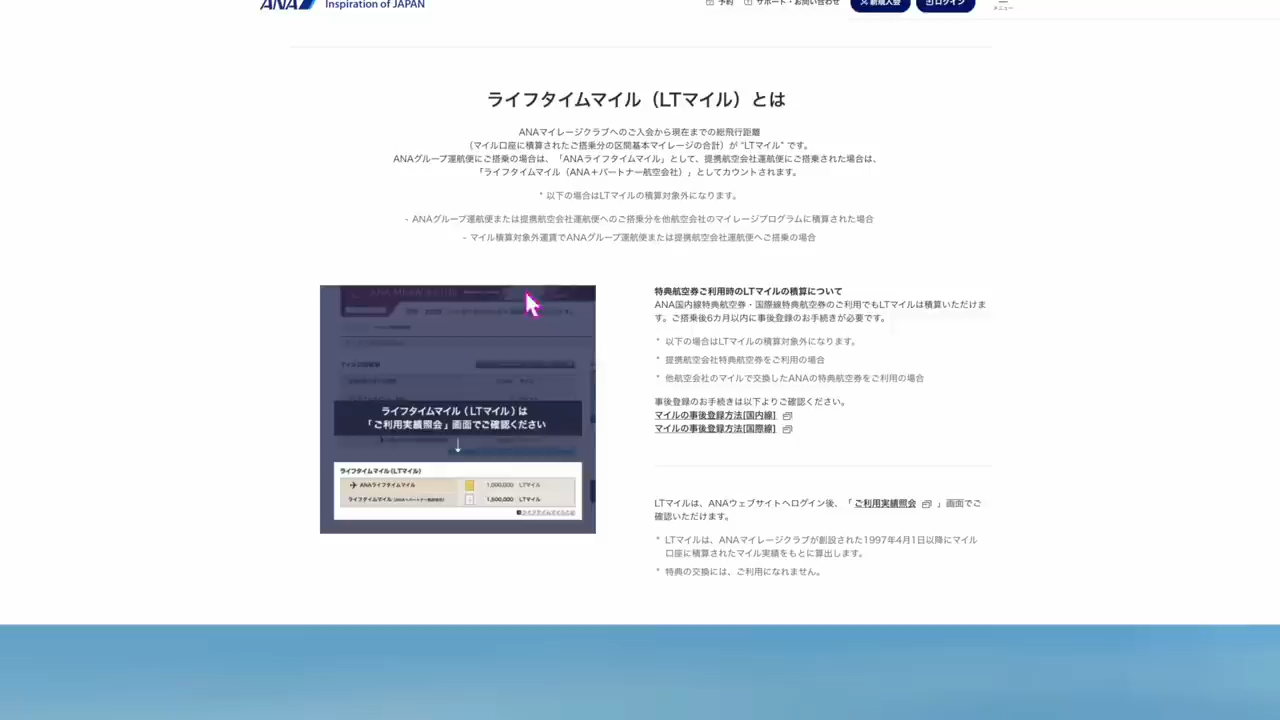 ANA Inspiration of JAPAN
予約 サポート・お問い合わせ 新規入会 ログイン メニュー
ライフタイムマイル（LTマイル）とは
ANAマイレージクラブへのご入会から現在までの総飛行距離
（マイル口座に積算されたご搭乗分の区間基本マイレージの合計）が “LTマイル” です。
ANAグループ運航便にご搭乗の場合は、「ANAライフタイムマイル」として、提携航空会社運航便にご搭乗された場合は、
「ライフタイムマイル（ANA＋パートナー航空会社）」としてカウントされます。
* 以下の場合はLTマイルの積算対象外になります。
- ANAグループ運航便または提携航空会社運航便へのご搭乗分を他航空会社のマイレージプログラムに積算された場合
- マイル積算対象外運賃でANAグループ運航便または提携航空会社運航便へご搭乗の場合
ライフタイムマイル（LTマイル）は
「ご利用実績照会」画面でご確認ください
↓
ライフタイムマイル(LTマイル)
ANAライフタイムマイル 1,000,000 LTマイル
ライフタイムマイル (ANA+パートナー航空会社) 1,500,000 LTマイル
ライフタイムマイルとは
特典航空券ご利用時のLTマイルの積算について
ANA国内線特典航空券・国際線特典航空券のご利用でもLTマイルは積算いただけま
す。ご搭乗後6カ月以内に事後登録のお手続きが必要です。
* 以下の場合はLTマイルの積算対象外になります。
* 提携航空会社特典航空券をご利用の場合
* 他航空会社のマイルで交換したANAの特典航空券をご利用の場合
事後登録のお手続きは以下よりご確認ください。
マイルの事後登録方法[国内線]
マイルの事後登録方法[国際線]
LTマイルは、ANAウェブサイトへログイン後、「ご利用実績照会」画面でご
確認いただけます。
* LTマイルは、ANAマイレージクラブが創設された1997年4月1日以降にマイル
口座に積算されたマイル実績をもとに算出します。
* 特典の交換には、ご利用になれません。